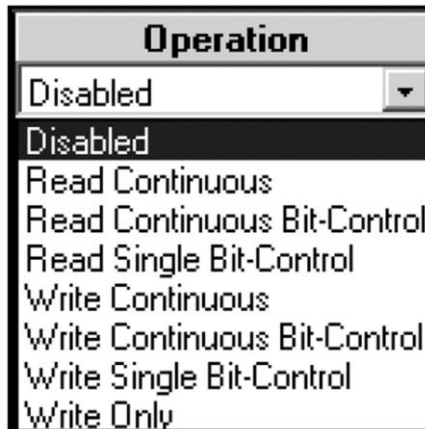 Operation
Disabled
Disabled
Read Continuous
Read Continuous Bit-Control
Read Single Bit-Control
Write Continuous
Write Continuous Bit-Control
Write Single Bit-Control
Write Only